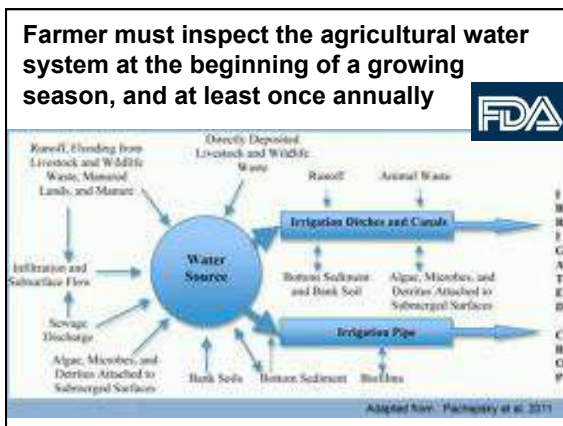 Farmer must inspect the agricultural water
system at the beginning of a growing
season, and at least once annually
FDA
Runoff, Flooding from
Livestock and Wildlife
Waste, Manured
Lands, and Manure
Directly Deposited
Livestock and Wildlife
Waste
Runoff
Animal Waste
Irrigation Ditches and Canals
Water
Source
Infiltration and
Subsurface Flow
Bottom Sediment
and Bank Soil
Algae, Microbes, and
Detritus Attached to
Submerged Surfaces
Sewage
Discharge
Irrigation Pipe
Algae, Microbes, and
Detritus Attached to
Submerged Surfaces
Bank Soils
Bottom Sediment
Biofilms
IRRIGATED
CROP
Adapted from: Pachepsky et al. 2011